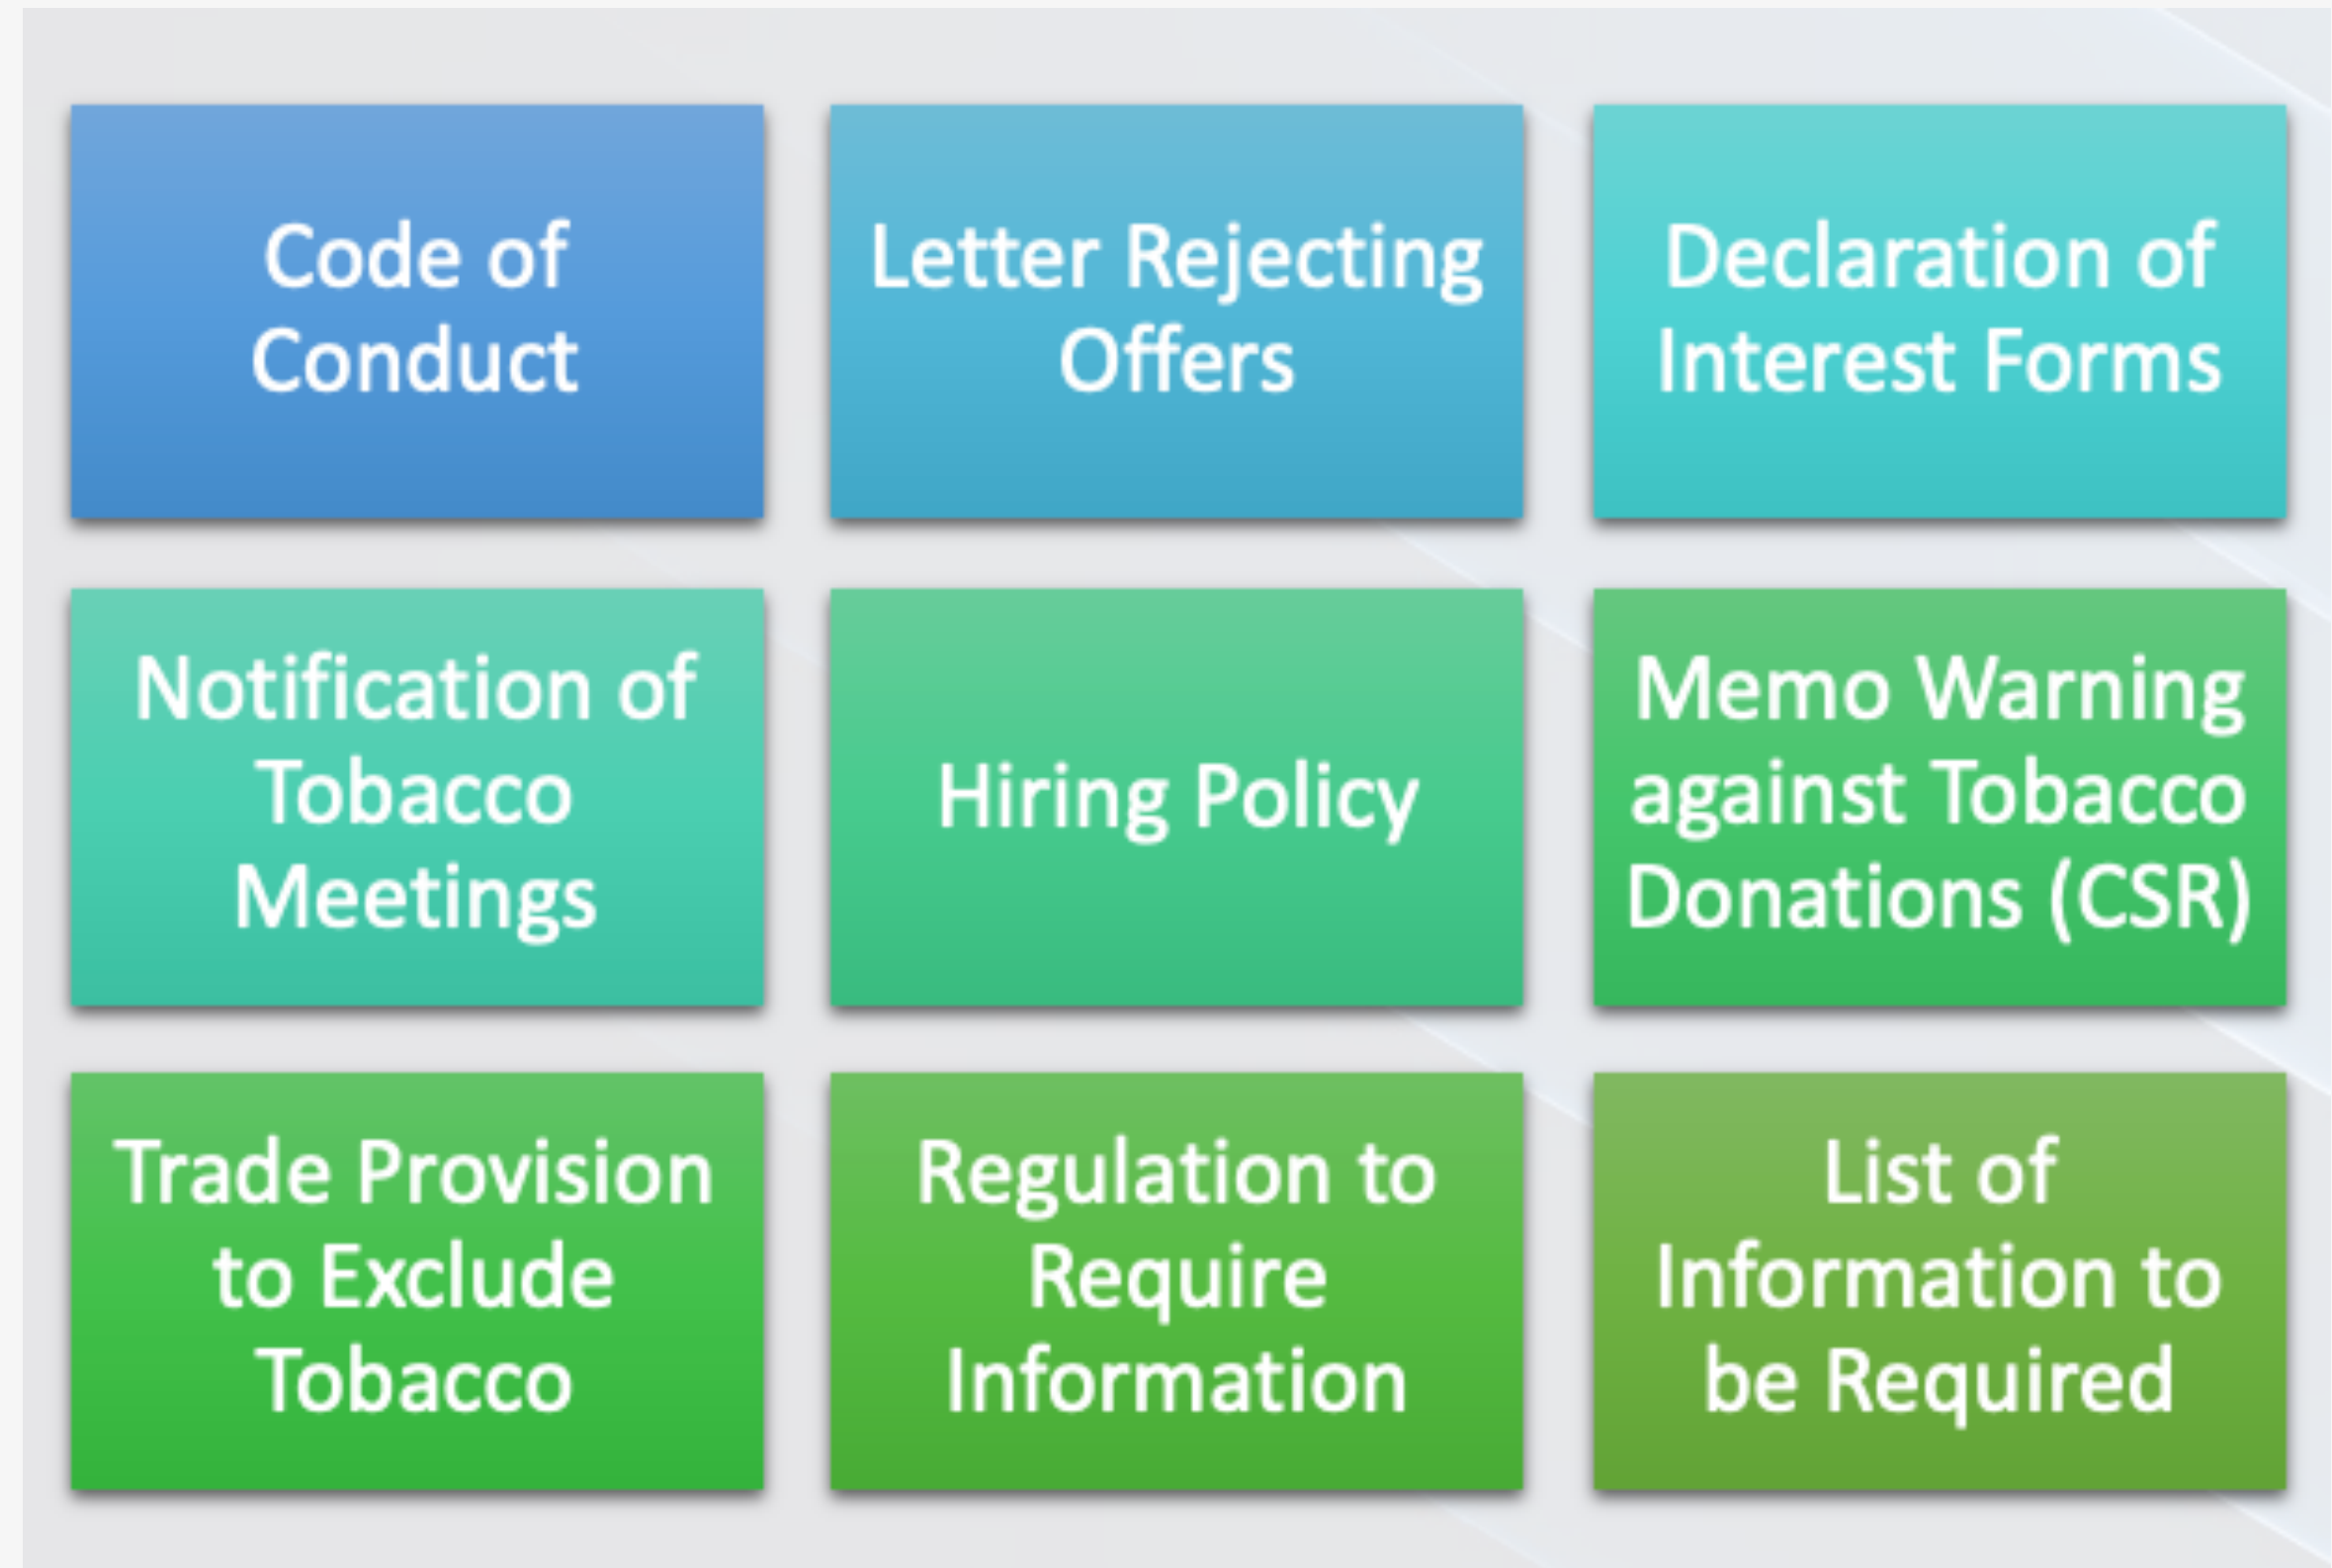 Code of
Conduct
Letter Rejecting
Offers
Declaration of
Interest Forms
Notification of
Tobacco
Meetings
Hiring Policy
Memo Warning
against Tobacco
Donations (CSR)
Trade Provision
to Exclude
Tobacco
Regulation to
Require
Information
List of
Information to
be Required